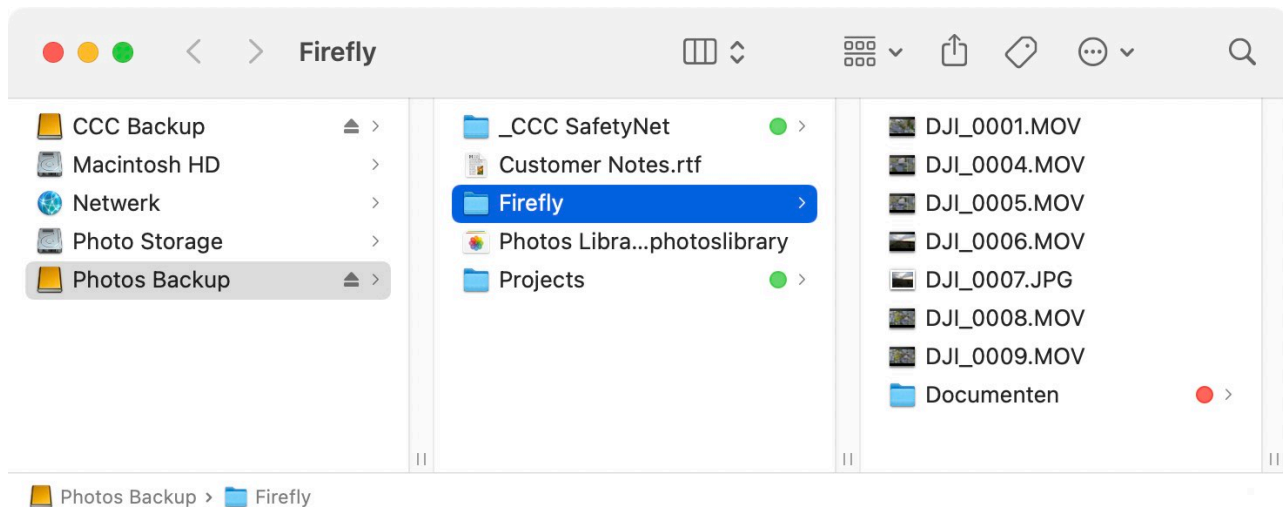 Firefly
CCC Backup
Macintosh HD
Netwerk
Photo Storage
Photos Backup
_CCC SafetyNet
Customer Notes.rtf
Firefly
Photos Libra...photoslibrary
Projects
DJI_0001.MOV
DJI_0004.MOV
DJI_0005.MOV
DJI_0006.MOV
DJI_0007.JPG
DJI_0008.MOV
DJI_0009.MOV
Documenten
Photos Backup › Firefly